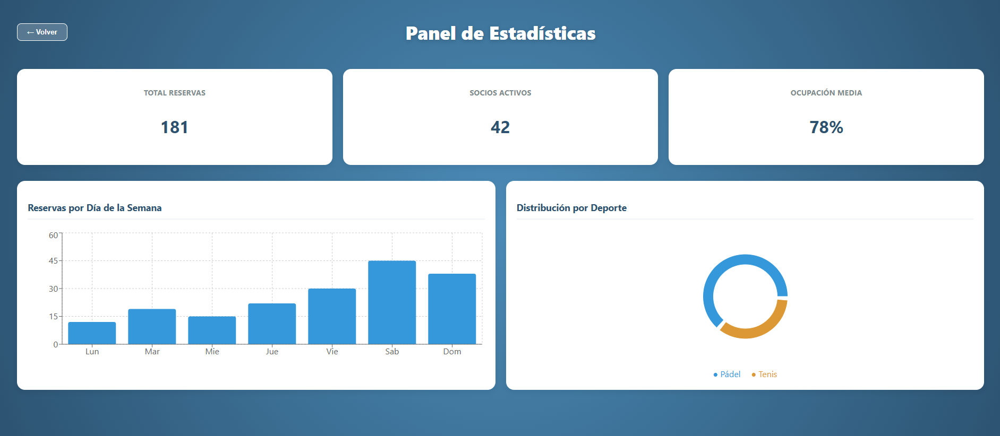 ← Volver
Panel de Estadísticas
TOTAL RESERVAS
181
SOCIOS ACTIVOS
42
OCUPACIÓN MEDIA
78%
Reservas por Día de la Semana
60
45
30
15
0
Lun Mar Mie Jue Vie Sab Dom
Distribución por Deporte
Pádel Tenis